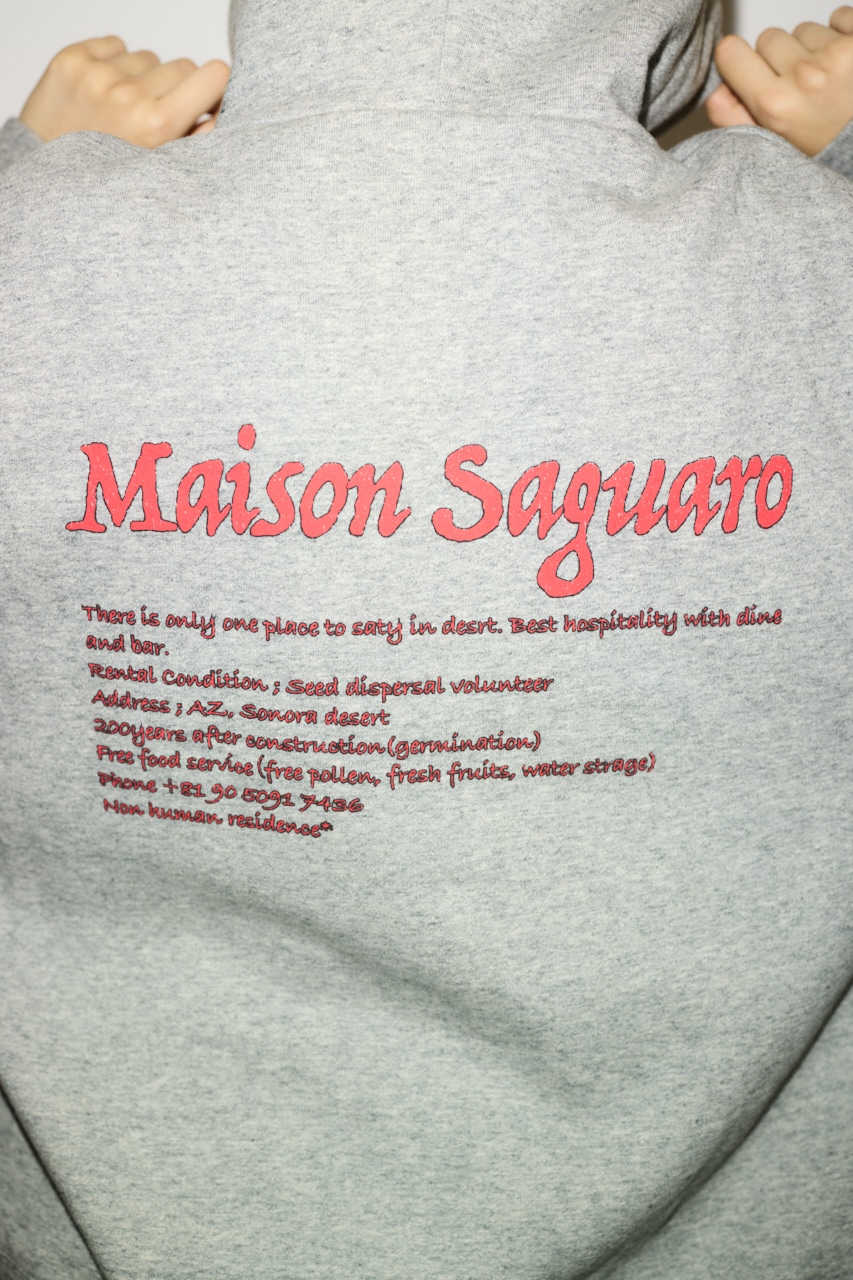 Maison Saguaro
There is only one place to saty in desrt. Best hospitality with dine
and bar.
Rental Condition ; Seed dispersal volunteer
Address ; AZ, Sonora desert
200years after construction(germination)
Free food service (free pollen, fresh fruits, water strage)
Phone +81 90 5091 7436
Non human residence*